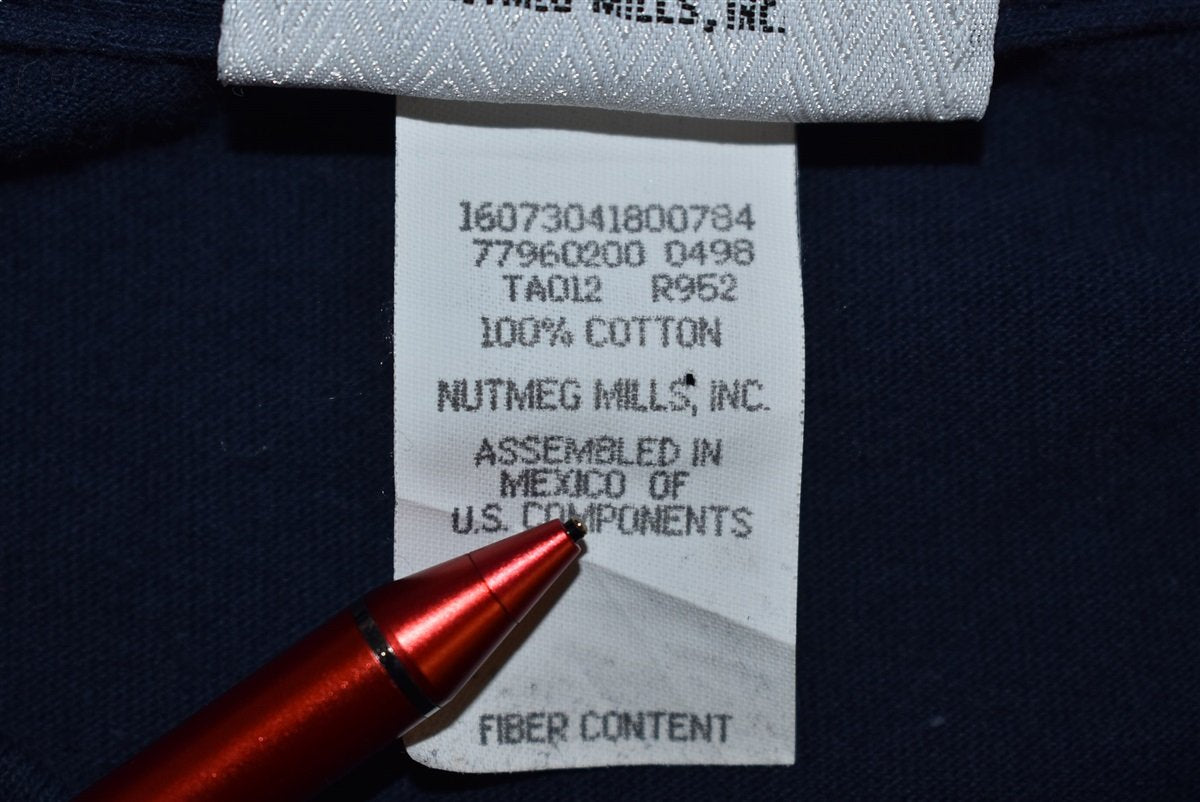 NUTMEG MILLS, INC.
16073041800784
77960200 0498
TA012 R952
100% COTTON
NUTMEG MILLS, INC.
ASSEMBLED IN
MEXICO OF
U.S. COMPONENTS
FIBER CONTENT